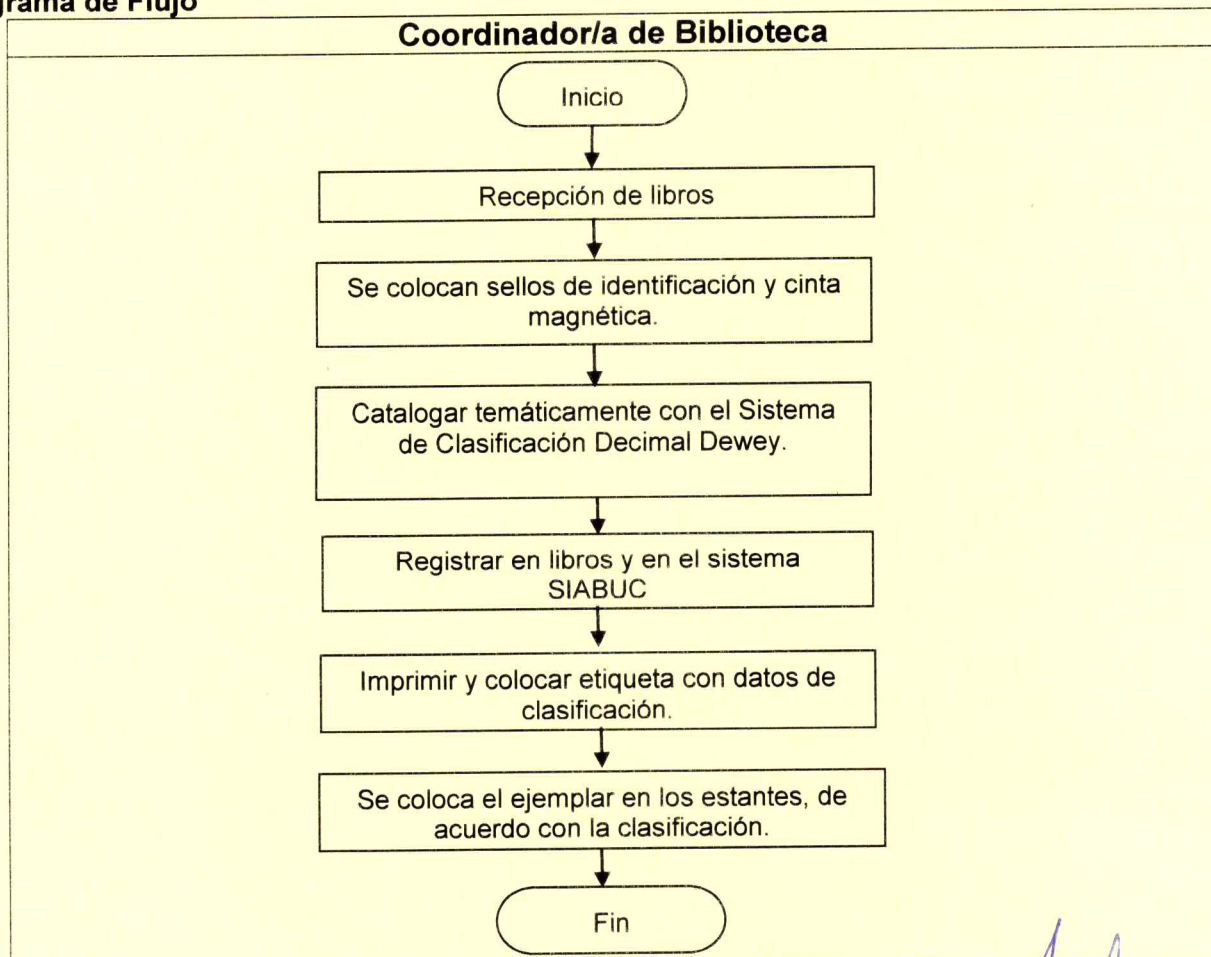 grama de Flujo
Coordinador/a de Biblioteca
Inicio
Recepción de libros
Se colocan sellos de identificación y cinta
magnética.
Catalogar temáticamente con el Sistema
de Clasificación Decimal Dewey.
Registrar en libros y en el sistema
SIABUC
Imprimir y colocar etiqueta con datos de
clasificación.
Se coloca el ejemplar en los estantes, de
acuerdo con la clasificación.
Fin